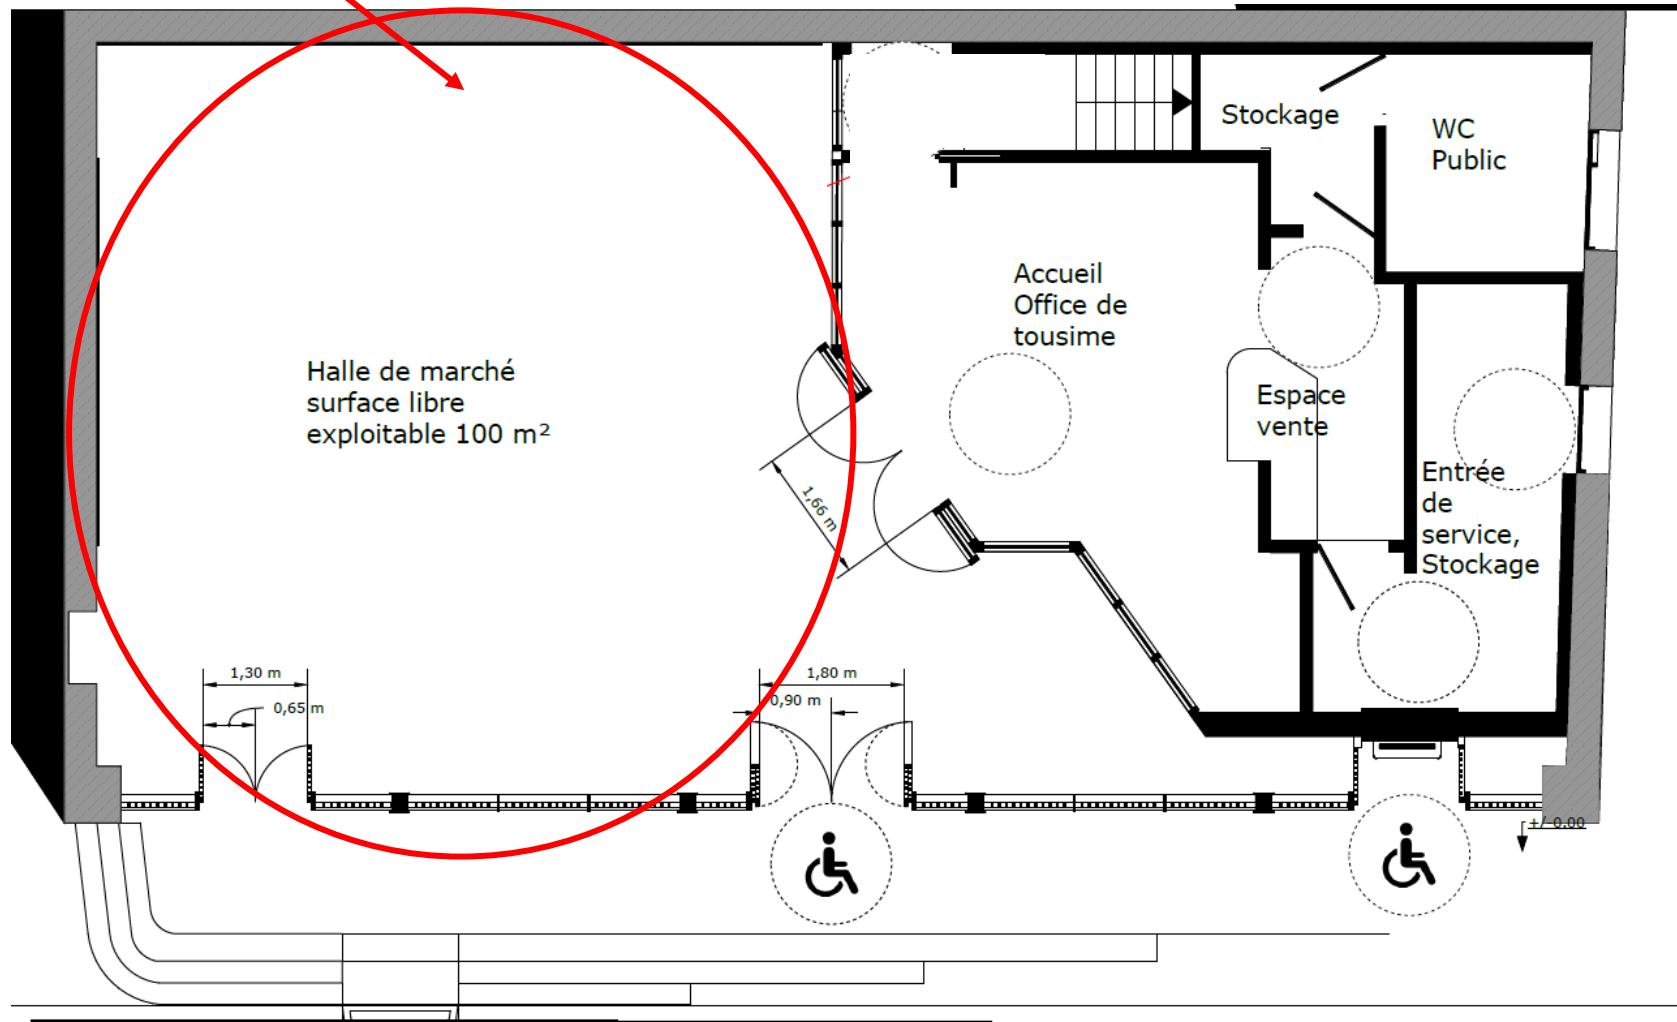 Stockage
WC
Public
Accueil
Office de
tousime
Halle de marché
surface libre
exploitable 100 m²
Espace
vente
1,66 m
Entrée
de
service,
Stockage
1,30 m
0,65 m
1,80 m
0,90 m
+/-0.00